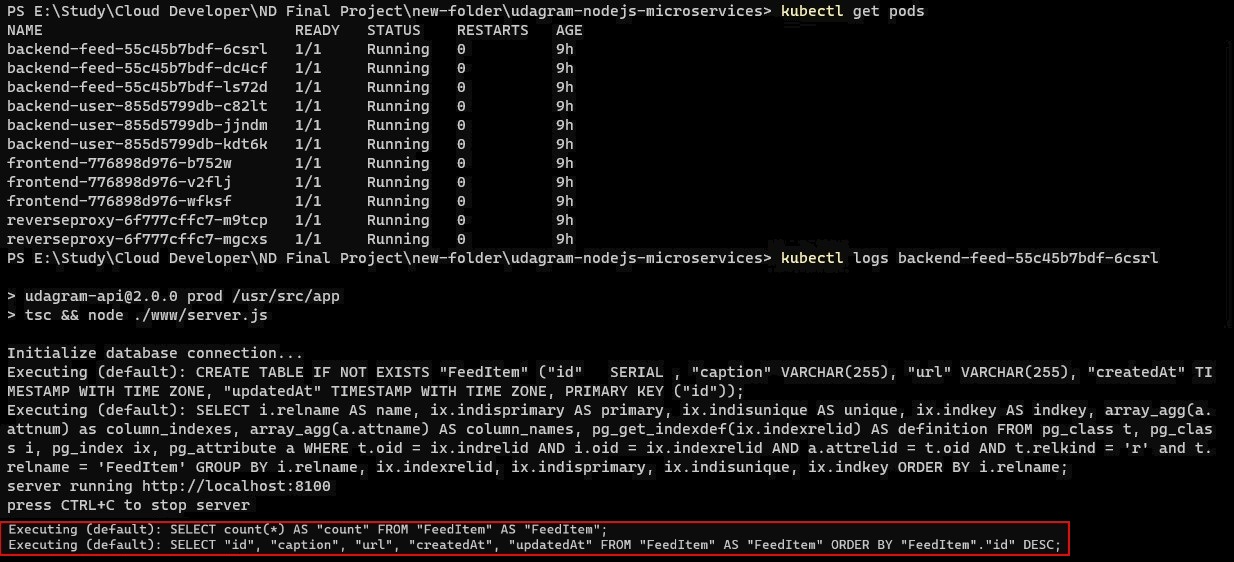 PS E:\Study\Cloud Developer\ND Final Project\new-folder\udagram-nodejs-microservices> kubectl get pods
NAME READY STATUS RESTARTS AGE
backend-feed-55c45b7bdf-6csrl 1/1 Running 0 9h
backend-feed-55c45b7bdf-dc4cf 1/1 Running 0 9h
backend-feed-55c45b7bdf-ls72d 1/1 Running 0 9h
backend-user-855d5799db-c82lt 1/1 Running 0 9h
backend-user-855d5799db-jjndm 1/1 Running 0 9h
backend-user-855d5799db-kdt6k 1/1 Running 0 9h
frontend-776898d976-b752w 1/1 Running 0 9h
frontend-776898d976-v2flj 1/1 Running 0 9h
frontend-776898d976-wfksf 1/1 Running 0 9h
reverseproxy-6f777cffc7-m9tcp 1/1 Running 0 9h
reverseproxy-6f777cffc7-mgcxs 1/1 Running 0 9h
PS E:\Study\Cloud Developer\ND Final Project\new-folder\udagram-nodejs-microservices> kubectl logs backend-feed-55c45b7bdf-6csrl
> udagram-api@2.0.0 prod /usr/src/app
> tsc && node ./www/server.js
Initialize database connection...
Executing (default): CREATE TABLE IF NOT EXISTS "FeedItem" ("id"   SERIAL , "caption" VARCHAR(255), "url" VARCHAR(255), "createdAt" TI
MESTAMP WITH TIME ZONE, "updatedAt" TIMESTAMP WITH TIME ZONE, PRIMARY KEY ("id"));
Executing (default): SELECT i.relname AS name, ix.indisprimary AS primary, ix.indisunique AS unique, ix.indkey AS indkey, array_agg(a.
attnum) as column_indexes, array_agg(a.attname) AS column_names, pg_get_indexdef(ix.indexrelid) AS definition FROM pg_class t, pg_clas
s i, pg_index ix, pg_attribute a WHERE t.oid = ix.indrelid AND i.oid = ix.indexrelid AND a.attrelid = t.oid AND t.relkind = 'r' and t.
relname = 'FeedItem' GROUP BY i.relname, ix.indexrelid, ix.indisprimary, ix.indisunique, ix.indkey ORDER BY i.relname;
server running http://localhost:8100
press CTRL+C to stop server
Executing (default): SELECT count(*) AS "count" FROM "FeedItem" AS "FeedItem";
Executing (default): SELECT "id", "caption", "url", "createdAt", "updatedAt" FROM "FeedItem" AS "FeedItem" ORDER BY "FeedItem"."id" DESC;